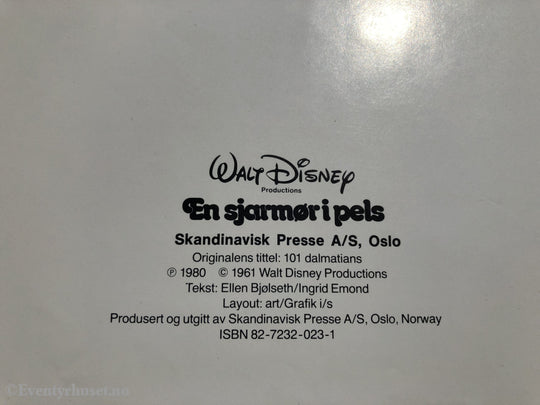 WALT DISNEY
Productions
En sjarmør i pels
Skandinavisk Presse A/S, Oslo
Originalens tittel: 101 dalmatians
℗ 1980 © 1961 Walt Disney Productions
Tekst: Ellen Bjølseth/Ingrid Emond
Layout: art/Grafik i/s
Produsert og utgitt av Skandinavisk Presse A/S, Oslo, Norway
ISBN 82-7232-023-1
©Eventyrhuset.no